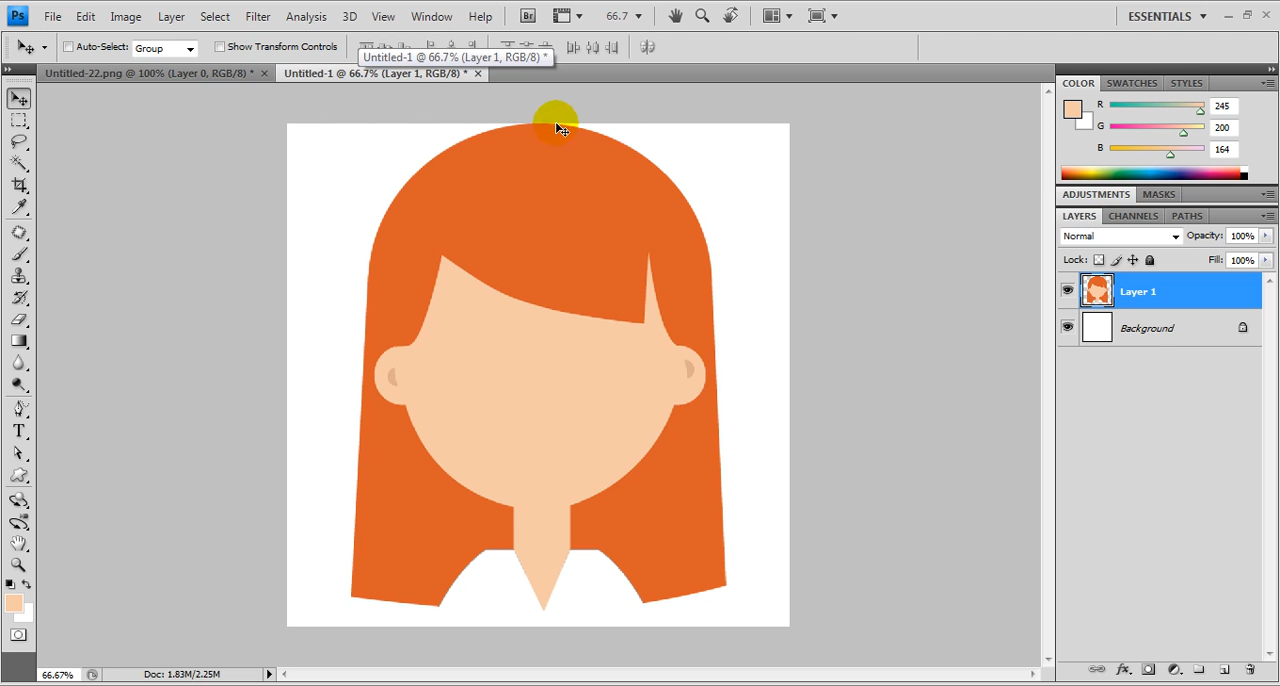 Ps File Edit Image Layer Select Filter Analysis 3D View Window Help Br 66.7 ESSENTIALS
Auto-Select: Group Show Transform Controls
Untitled-1 @ 66.7% (Layer 1, RGB/8) *
Untitled-22.png @ 100% (Layer 0, RGB/8) * Untitled-1 @ 66.7% (Layer 1, RGB/8) *
COLOR SWATCHES STYLES
R 245
G 200
B 164
ADJUSTMENTS MASKS
LAYERS CHANNELS PATHS
Normal Opacity: 100%
Lock: Fill: 100%
Layer 1
Background
T
66.67% Doc: 1.83M/2.25M
fx